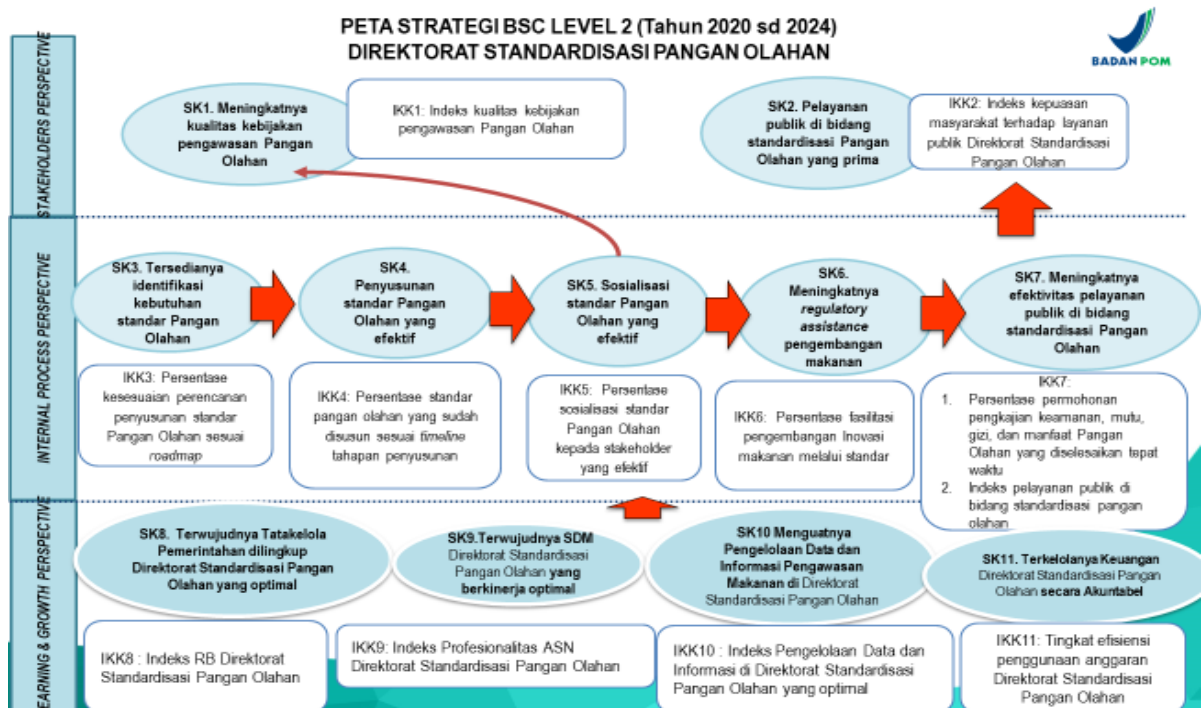 PETA STRATEGI BSC LEVEL 2 (Tahun 2020 sd 2024)
DIREKTORAT STANDARDISASI PANGAN OLAHAN
BADAN POM
STAKEHOLDERS PERSPECTIVE
SK1. Meningkatnya
kualitas kebijakan
pengawasan Pangan
Olahan
IKK1: Indeks kualitas kebijakan
pengawasan Pangan Olahan
SK2. Pelayanan
publik di bidang
standardisasi Pangan
Olahan yang prima
IKK2: Indeks kepuasan
masyarakat terhadap layanan
publik Direktorat Standardisasi
Pangan Olahan
INTERNAL PROCESS PERSPECTIVE
SK3. Tersedianya
identifikasi
kebutuhan
standar Pangan
Olahan
SK4.
Penyusunan
standar Pangan
Olahan yang
efektif
SK5. Sosialisasi
standar Pangan
Olahan yang
efektif
SK6.
Meningkatnya
regulatory
assistance
pengembangan
makanan
SK7. Meningkatnya
efektivitas pelayanan
publik di bidang
standardisasi Pangan
Olahan
IKK3: Persentase
kesesuaian perencanan
penyusunan standar
Pangan Olahan sesuai
roadmap
IKK4: Persentase standar
pangan olahan yang sudah
disusun sesuai timeline
tahapan penyusunan
IKK5: Persentase
sosialisasi standar
Pangan Olahan
kepada stakeholder
yang efektif
IKK6: Persentase fasilitasi
pengembangan Inovasi
makanan melalui standar
IKK7:
1. Persentase permohonan
pengkajian keamanan, mutu,
gizi, dan manfaat Pangan
Olahan yang diselesaikan tepat
waktu
2. Indeks pelayanan publik di
bidang standardisasi pangan
olahan
EARNING & GROWTH PERSPECTIVE
SK8. Terwujudnya Tatakelola
Pemerintahan dilingkup
Direktorat Standardisasi Pangan
Olahan yang optimal
SK9.Terwujudnya SDM
Direktorat Standardisasi
Pangan Olahan yang
berkinerja optimal
SK10 Menguatnya
Pengelolaan Data dan
Informasi Pengawasan
Makanan di Direktorat
Standardisasi Pangan Olahan
SK11. Terkelolanya Keuangan
Direktorat Standardisasi Pangan
Olahan secara Akuntabel
IKK8 : Indeks RB Direktorat
Standardisasi Pangan Olahan
IKK9: Indeks Profesionalitas ASN
Direktorat Standardisasi Pangan Olahan
IKK10 : Indeks Pengelolaan Data dan
Informasi di Direktorat Standardisasi
Pangan Olahan yang optimal
IKK11: Tingkat efisiensi
penggunaan anggaran
Direktorat Standardisasi
Pangan Olahan